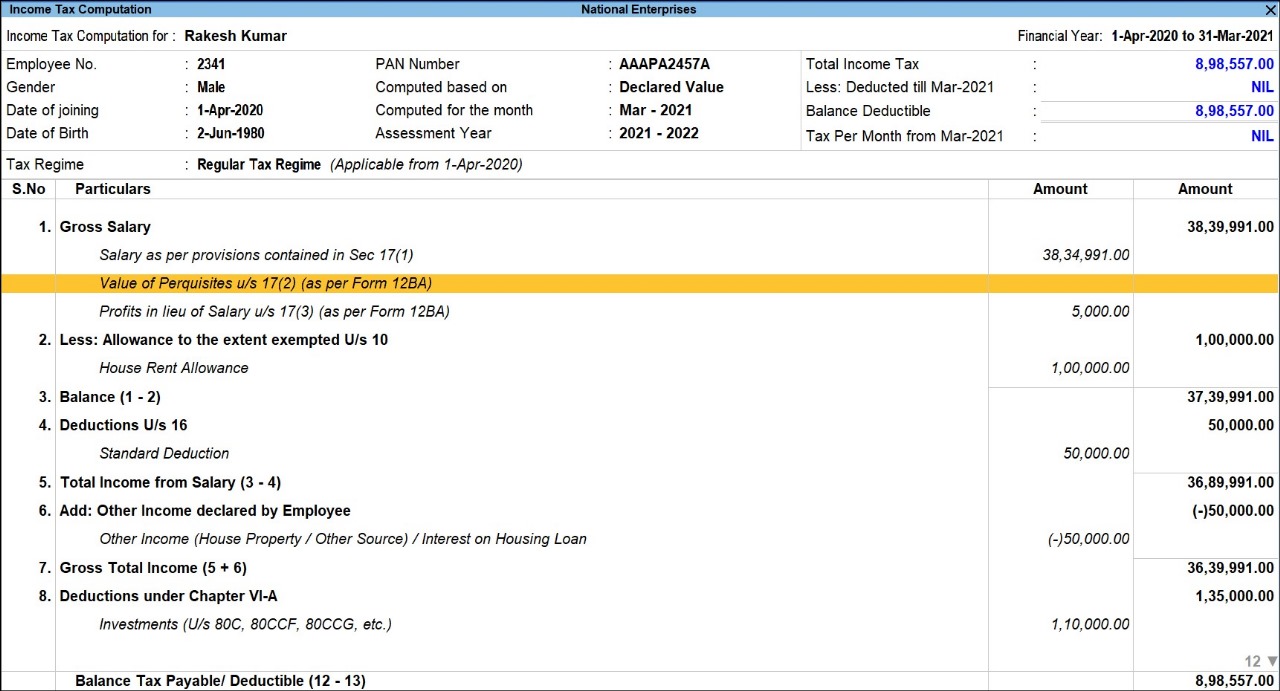 Income Tax Computation National Enterprises X
Income Tax Computation for : Rakesh Kumar Financial Year: 1-Apr-2020 to 31-Mar-2021
Employee No. : 2341 PAN Number : AAAPA2457A Total Income Tax : 8,98,557.00
Gender : Male Computed based on : Declared Value Less: Deducted till Mar-2021 : NIL
Date of joining : 1-Apr-2020 Computed for the month : Mar - 2021 Balance Deductible : 8,98,557.00
Date of Birth : 2-Jun-1980 Assessment Year : 2021 - 2022 Tax Per Month from Mar-2021 : NIL
Tax Regime : Regular Tax Regime (Applicable from 1-Apr-2020)
S.No Particulars Amount Amount
1. Gross Salary 38,39,991.00
Salary as per provisions contained in Sec 17(1) 38,34,991.00
Value of Perquisites u/s 17(2) (as per Form 12BA)
Profits in lieu of Salary u/s 17(3) (as per Form 12BA) 5,000.00
2. Less: Allowance to the extent exempted U/s 10 1,00,000.00
House Rent Allowance 1,00,000.00
3. Balance (1 - 2) 37,39,991.00
4. Deductions U/s 16 50,000.00
Standard Deduction 50,000.00
5. Total Income from Salary (3 - 4) 36,89,991.00
6. Add: Other Income declared by Employee (-)50,000.00
Other Income (House Property / Other Source) / Interest on Housing Loan (-)50,000.00
7. Gross Total Income (5 + 6) 36,39,991.00
8. Deductions under Chapter VI-A 1,35,000.00
Investments (U/s 80C, 80CCF, 80CCG, etc.) 1,10,000.00
12 ▼
Balance Tax Payable/ Deductible (12 - 13) 8,98,557.00